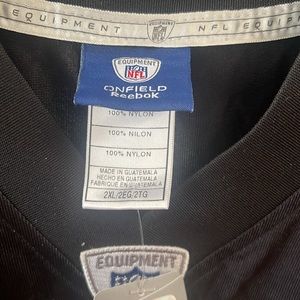 EQUIPMENT
NFL EQUIP
EQUIPMENT
NFL
ONFIELD
Reebok
100% NYLON
100% NILON
100% NYLON
MADE IN GUATEMALA
HECHO EN GUATEMALA
FABRIQUE EN GUATEMALA
2XL/2EG/2TG
EQUIPMENT